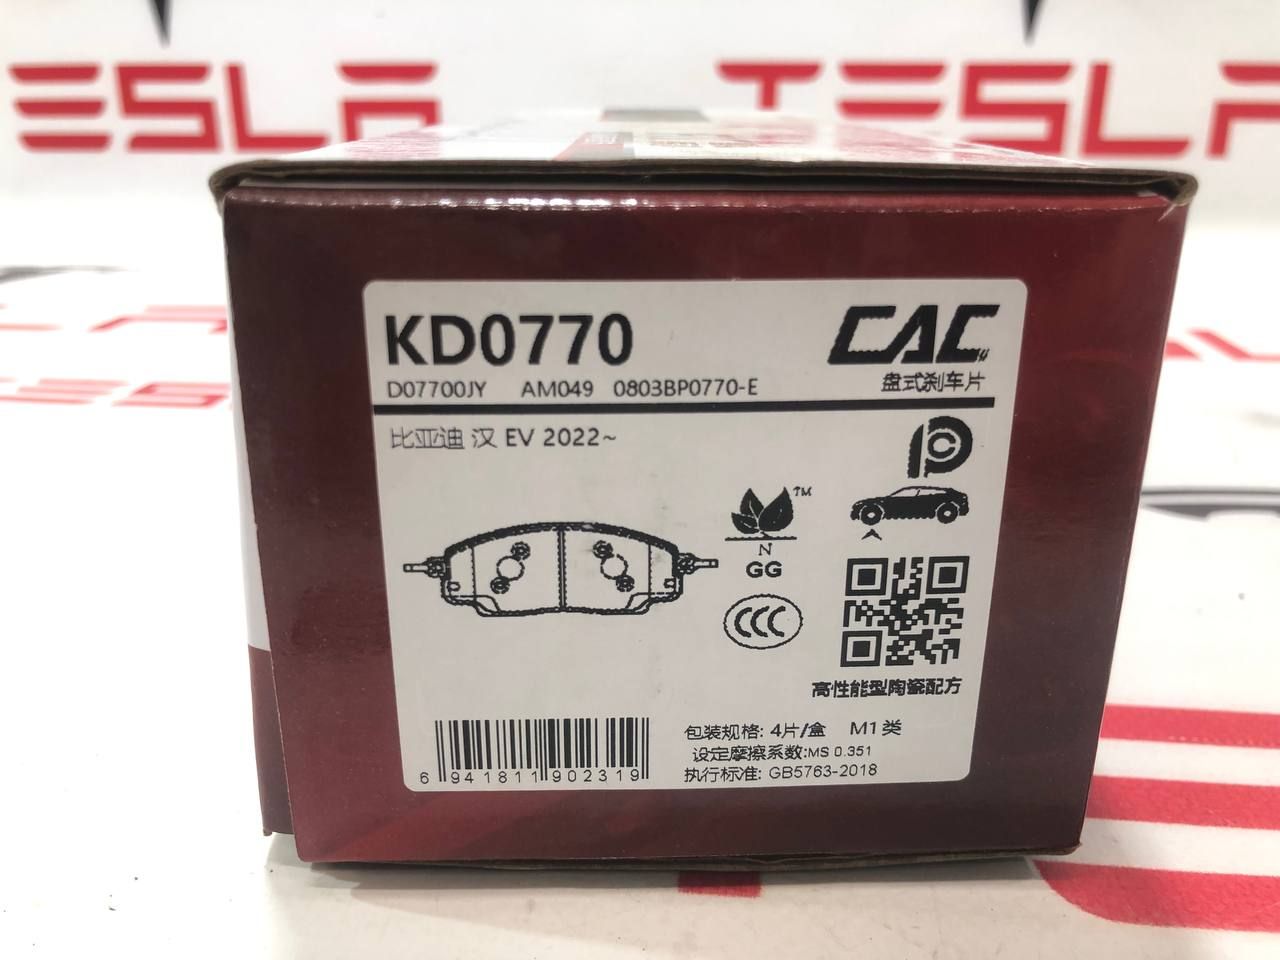 TESLA TESLA
KD0770
CAC
D07700JY AM049 0803BP0770-E
盘式刹车片
比亚迪 汉 EV 2022~
TM
N
GG
CCC
高性能型陶瓷配方
包装规格: 4片/盒 M1类
设定摩擦系数:MS 0.351
执行标准: GB5763-2018
6 941811 902319